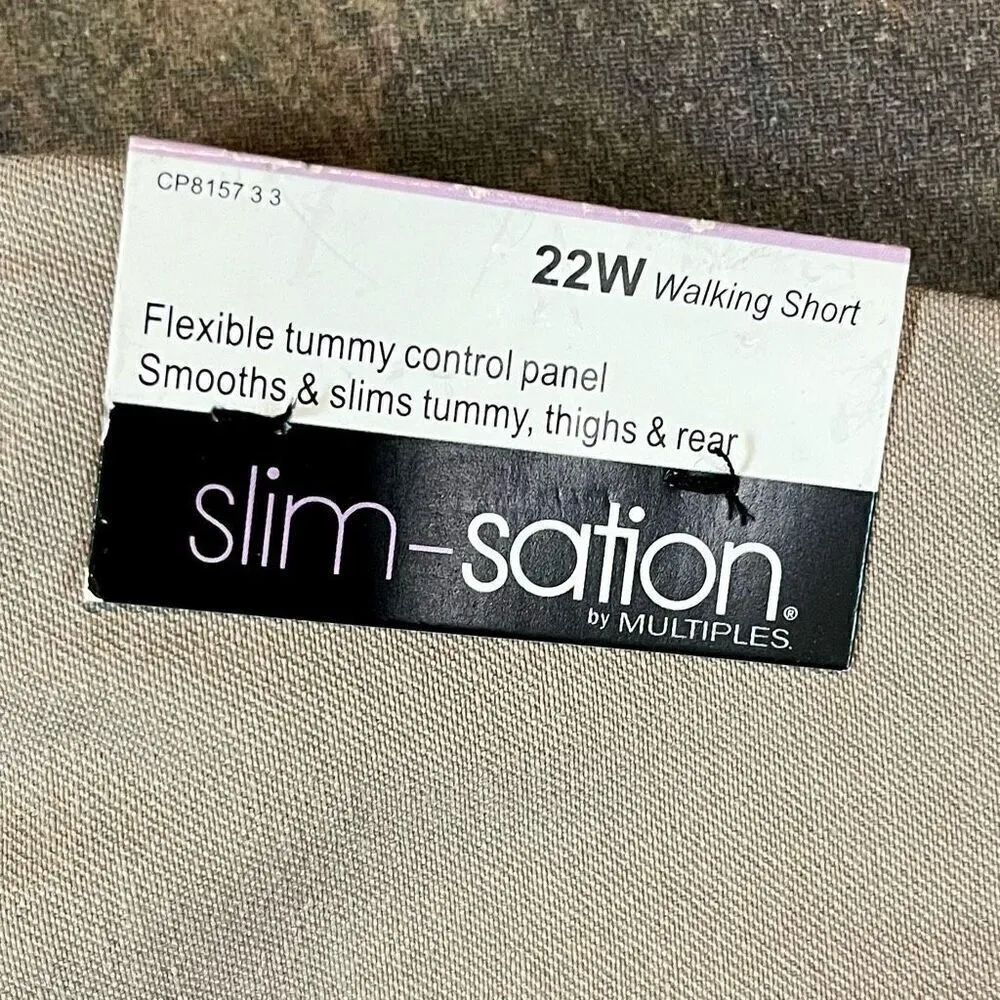 CP8157 3 3
22W Walking Short
Flexible tummy control panel
Smooths & slims tummy, thighs & rear
slim-sation®
by MULTIPLES.